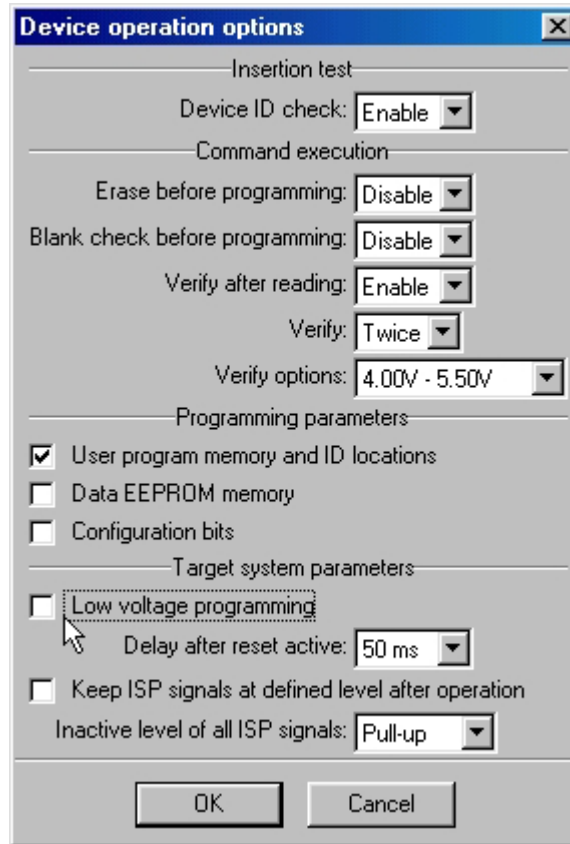 Device operation options
Insertion test
Device ID check: Enable
Command execution
Erase before programming: Disable
Blank check before programming: Disable
Verify after reading: Enable
Verify: Twice
Verify options: 4.00V - 5.50V
Programming parameters
User program memory and ID locations
Data EEPROM memory
Configuration bits
Target system parameters
Low voltage programming
Delay after reset active: 50 ms
Keep ISP signals at defined level after operation
Inactive level of all ISP signals: Pull-up
OK Cancel